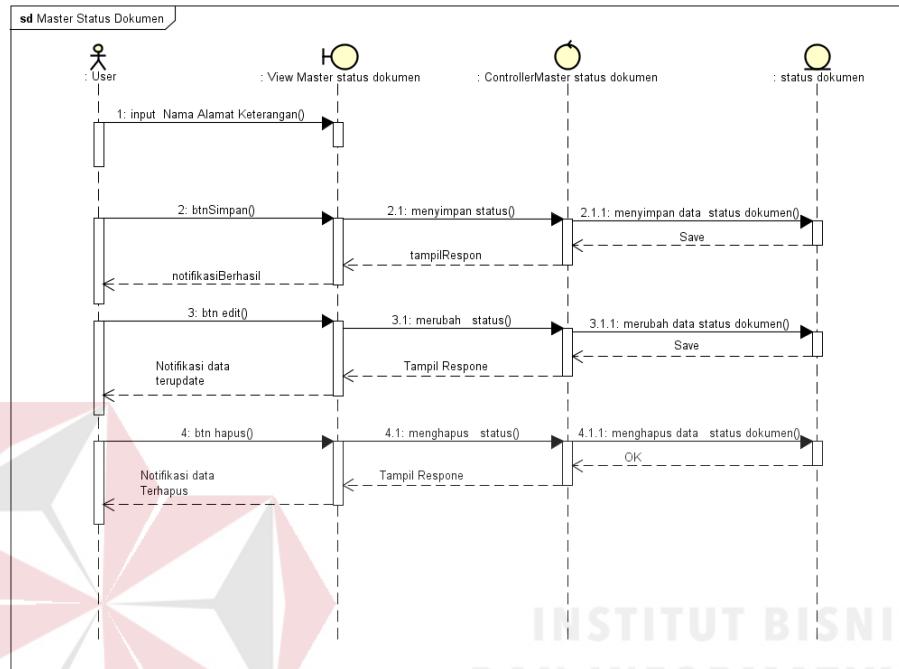 sd Master Status Dokumen
: User
: View Master status dokumen
: ControllerMaster status dokumen
: status dokumen
1: input Nama Alamat Keterangan()
2: btnSimpan()
2.1: menyimpan status()
2.1.1: menyimpan data status dokumen()
Save
tampilRespon
notifikasiBerhasil
3: btn edit()
3.1: merubah status()
3.1.1: merubah data status dokumen()
Save
Tampil Respone
Notifikasi data
terupdate
4: btn hapus()
4.1: menghapus status()
4.1.1: menghapus data status dokumen()
OK
Tampil Respone
Notifikasi data
Terhapus
INSTITUT BISNI